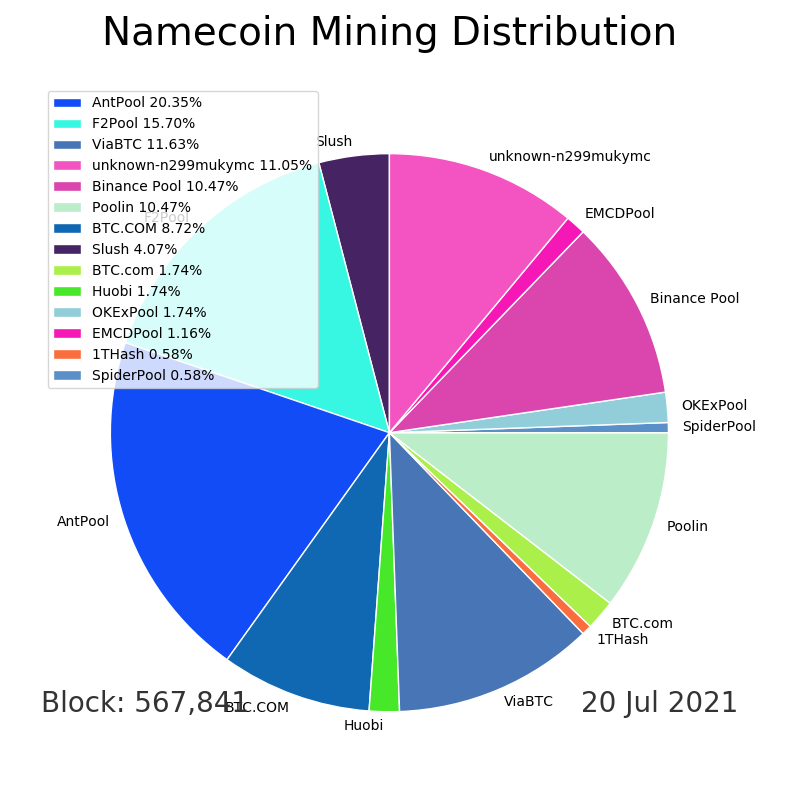 Namecoin Mining Distribution
AntPool 20.35%
F2Pool 15.70%
ViaBTC 11.63%
unknown-n299mukymc 11.05%
Binance Pool 10.47%
Poolin 10.47%
BTC.COM 8.72%
Slush 4.07%
BTC.com 1.74%
Huobi 1.74%
OKExPool 1.74%
EMCDPool 1.16%
1THash 0.58%
SpiderPool 0.58%
Slush
unknown-n299mukymc
EMCDPool
F2Pool
Binance Pool
OKExPool
SpiderPool
AntPool
Poolin
BTC.com
1THash
ViaBTC
BTC.COM
Huobi
Block: 567,841
20 Jul 2021